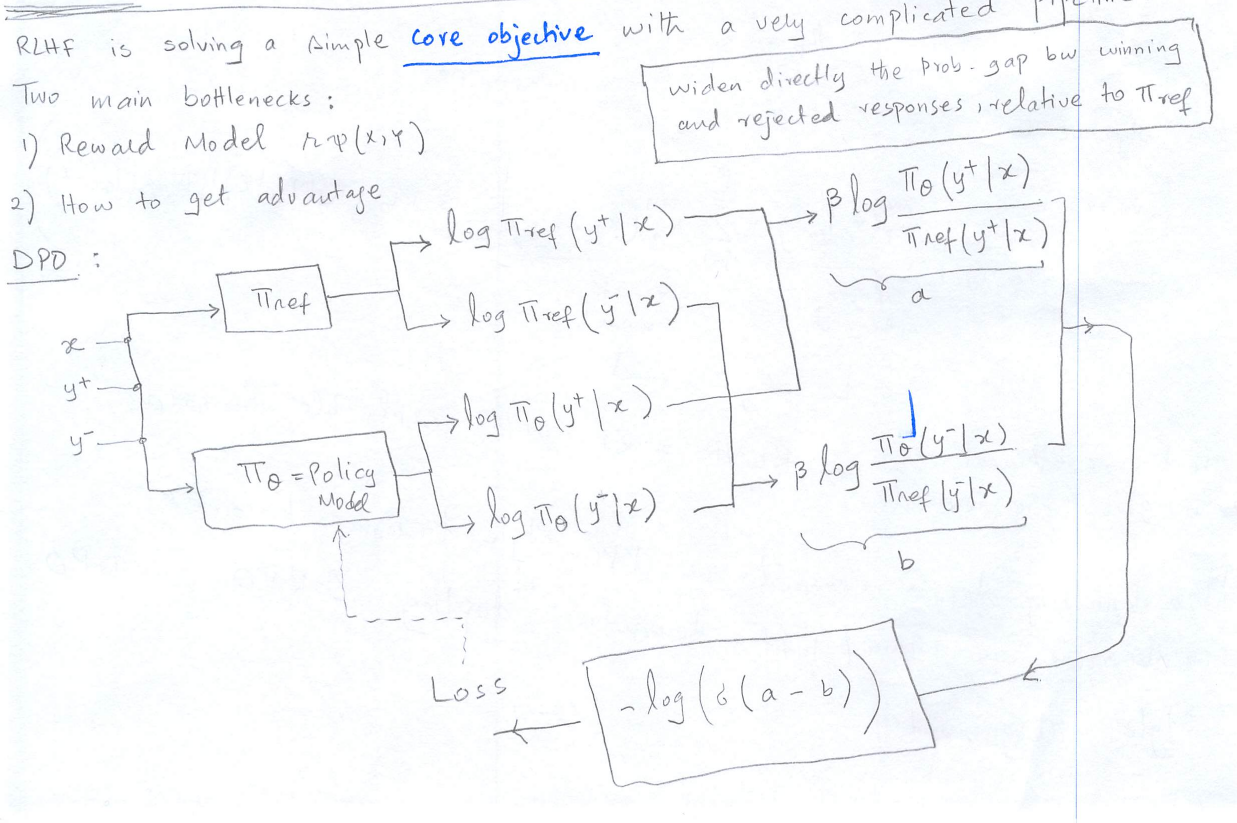 RLHF is solving a simple core objective with a very complicated
widen directly the prob. gap bw winning
and rejected responses, relative to πref
Two main bottlenecks:
1) Reward Model rφ(x,y)
2) How to get advantage
DPO:
x
y+
y-
πref
πθ = Policy
Model
log πref (y+|x)
log πref (y-|x)
log πθ (y+|x)
log πθ (y-|x)
β log πθ(y+|x) / πref(y+|x)
a
β log πθ(y-|x) / πref(y-|x)
b
-log(σ(a-b))
Loss